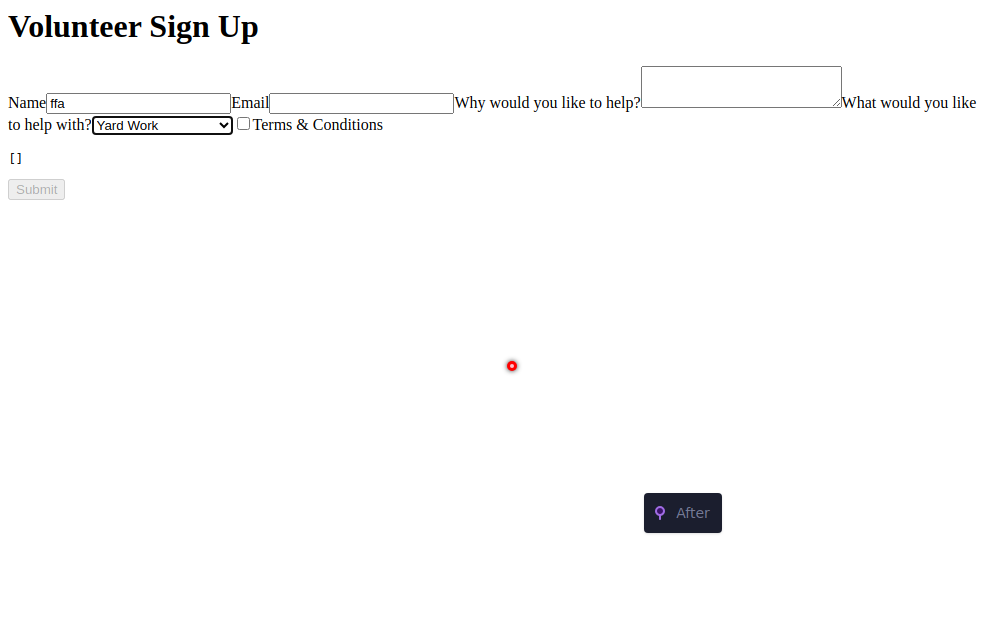 Volunteer Sign Up
Name ffa Email Why would you like to help? What would you like
to help with? Yard Work Terms & Conditions
[]
Submit
After